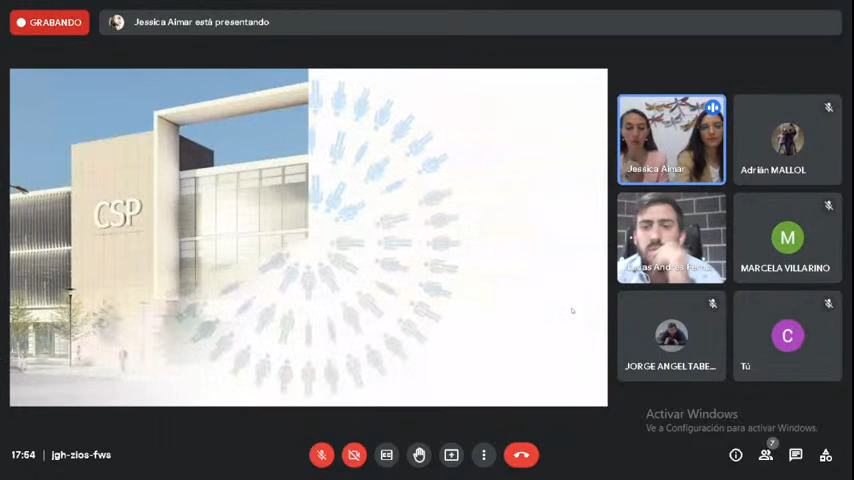 GRABANDO
Jessica Aimar está presentando
CSP
Jessica Aimar
Adrián MALLOL
M
MARCELA VILLARINO
JORGE ANGEL TABE...
C
Tú
Activar Windows
Ve a Configuración para activar Windows.
17:54 | jgh-zios-fws
7